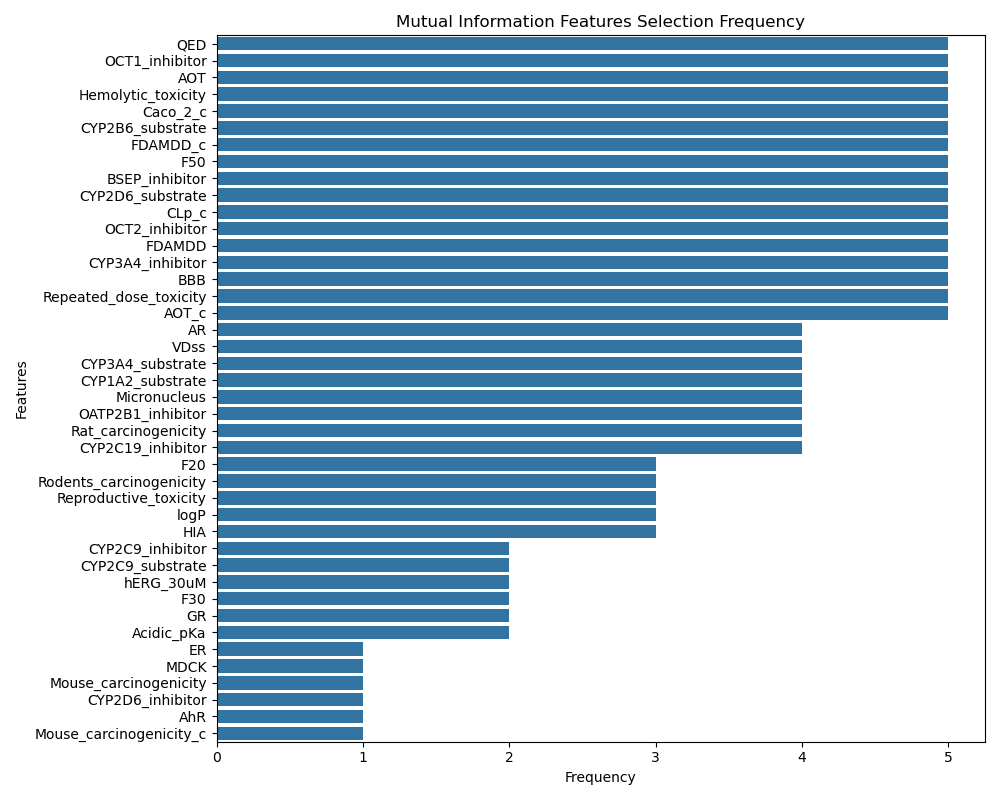 Mutual Information Features Selection Frequency
QED
OCT1_inhibitor
AOT
Hemolytic_toxicity
Caco_2_c
CYP2B6_substrate
FDAMDD_c
F50
BSEP_inhibitor
CYP2D6_substrate
CLp_c
OCT2_inhibitor
FDAMDD
CYP3A4_inhibitor
BBB
Repeated_dose_toxicity
AOT_c
AR
VDss
CYP3A4_substrate
CYP1A2_substrate
Micronucleus
OATP2B1_inhibitor
Rat_carcinogenicity
CYP2C19_inhibitor
F20
Rodents_carcinogenicity
Reproductive_toxicity
logP
HIA
CYP2C9_inhibitor
CYP2C9_substrate
hERG_30uM
F30
GR
Acidic_pKa
ER
MDCK
Mouse_carcinogenicity
CYP2D6_inhibitor
AhR
Mouse_carcinogenicity_c
Features
0 1 2 3 4 5
Frequency